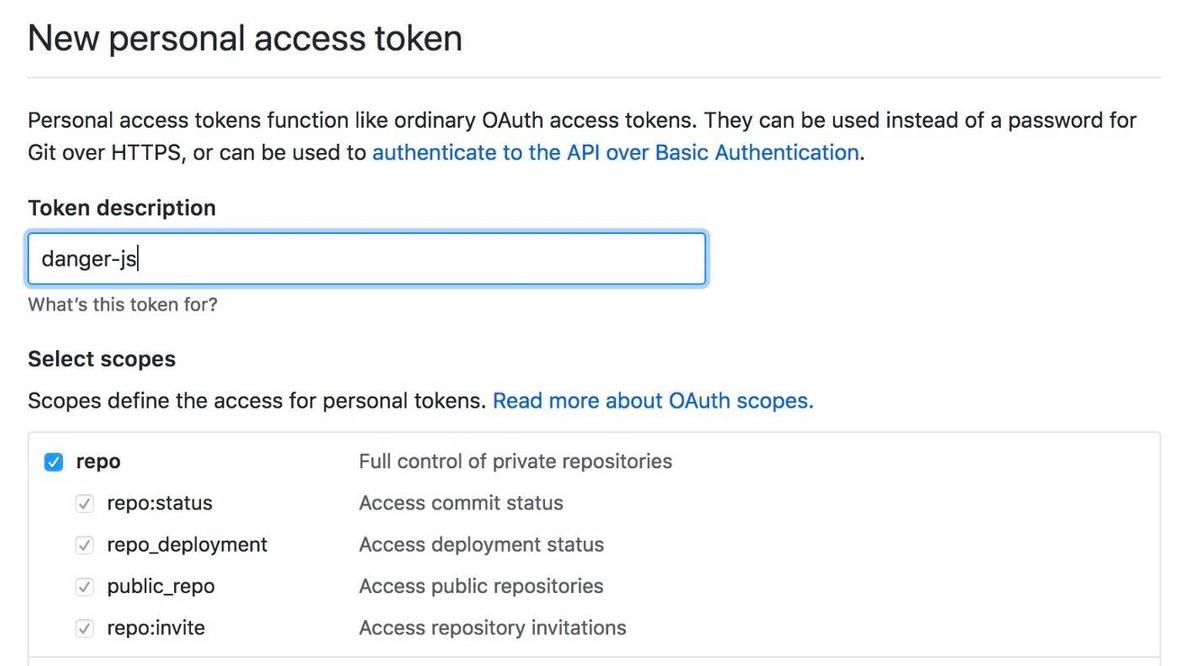 New personal access token
Personal access tokens function like ordinary OAuth access tokens. They can be used instead of a password for
Git over HTTPS, or can be used to authenticate to the API over Basic Authentication.
Token description
danger-js
What’s this token for?
Select scopes
Scopes define the access for personal tokens. Read more about OAuth scopes.
repo Full control of private repositories
repo:status Access commit status
repo_deployment Access deployment status
public_repo Access public repositories
repo:invite Access repository invitations